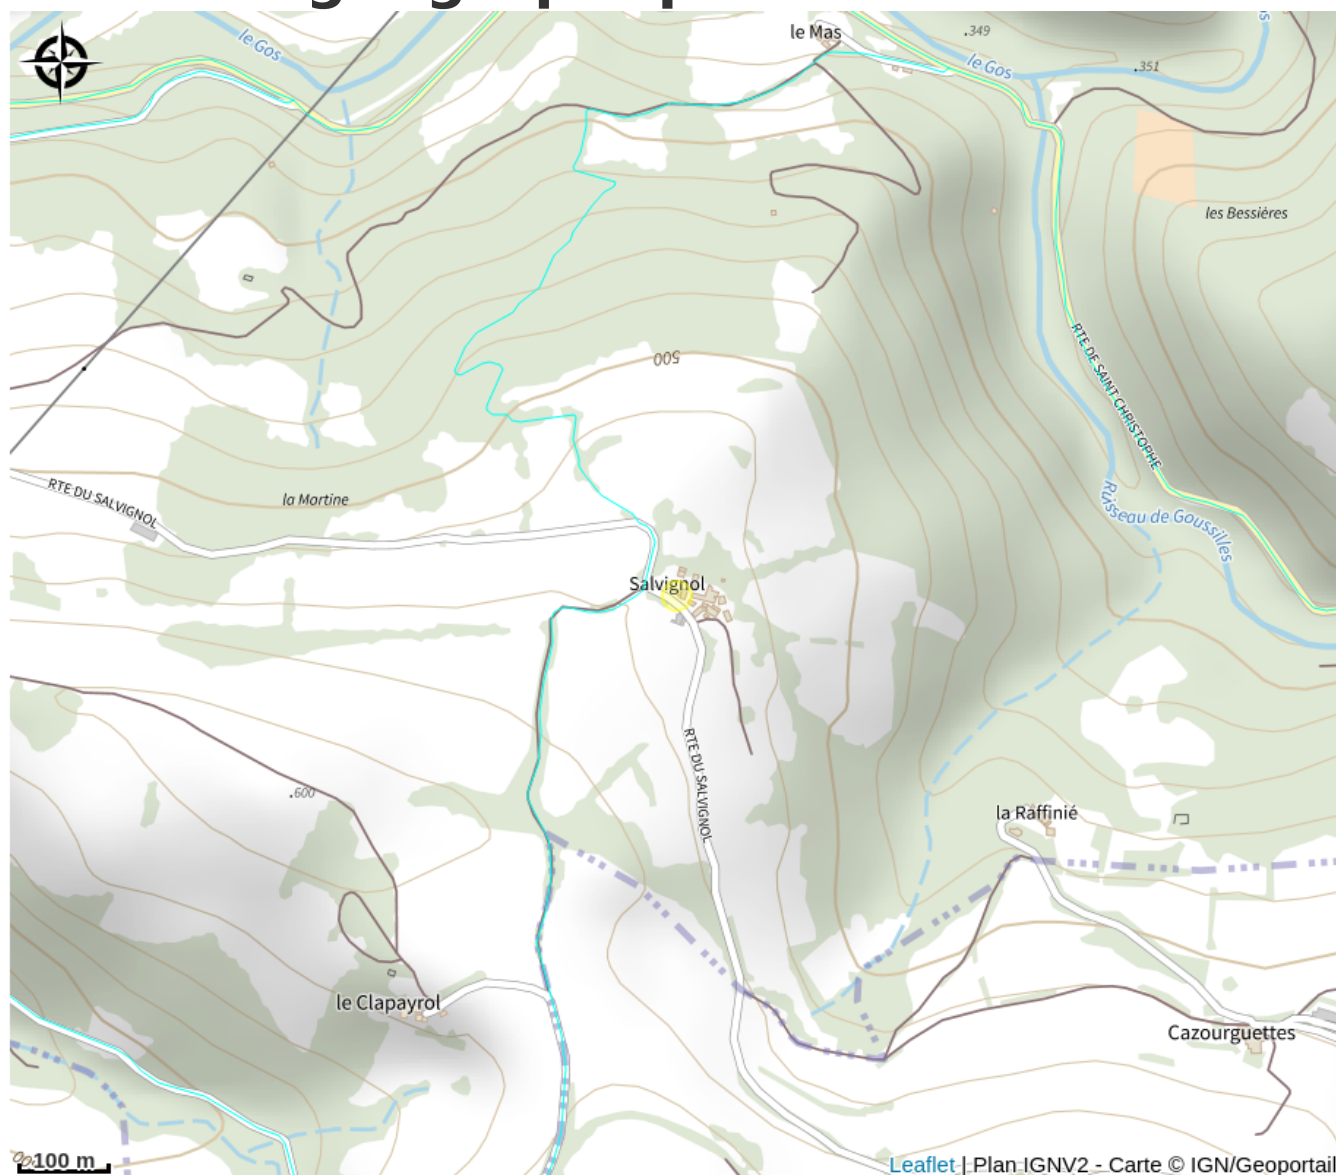 le Mas
.349
le Gos
le Gos
.351
les Bessières
500
RTE DE SAINT CHRISTOPHE
RTE DU SALVIGNOL
la Martine
Ruisseau de Goussilles
Salvignol
RTE DU SALVIGNOL
.600
la Raffinié
le Clapayrol
Cazourguettes
100 m
Leaflet | Plan IGNV2 - Carte © IGN/Geoportail